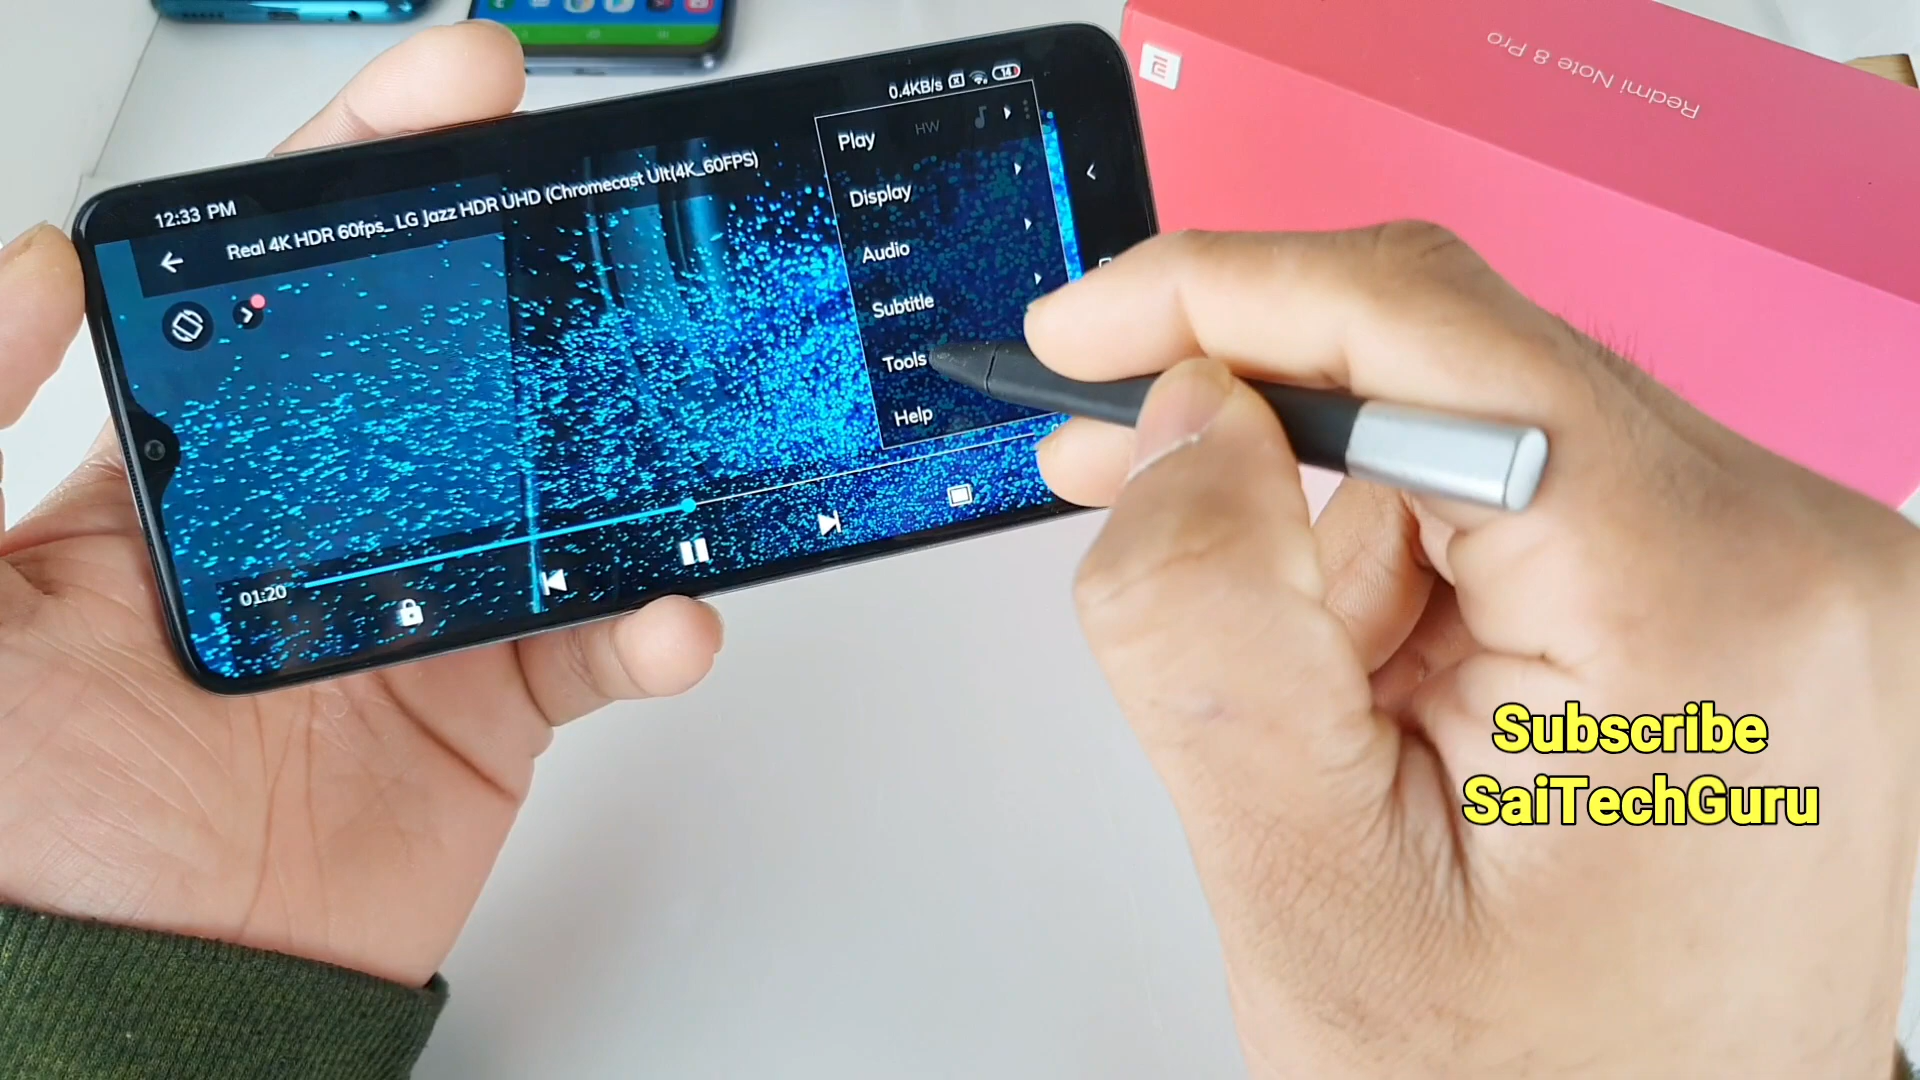 Redmi Note 8 Pro
0.4KB/s
14
12:33 PM
Real 4K HDR 60fps_ LG Jazz HDR UHD (Chromecast Ult(4K_60FPS)
HW
Play
Display
Audio
Subtitle
Tools
Help
01:20
Subscribe
SaiTechGuru